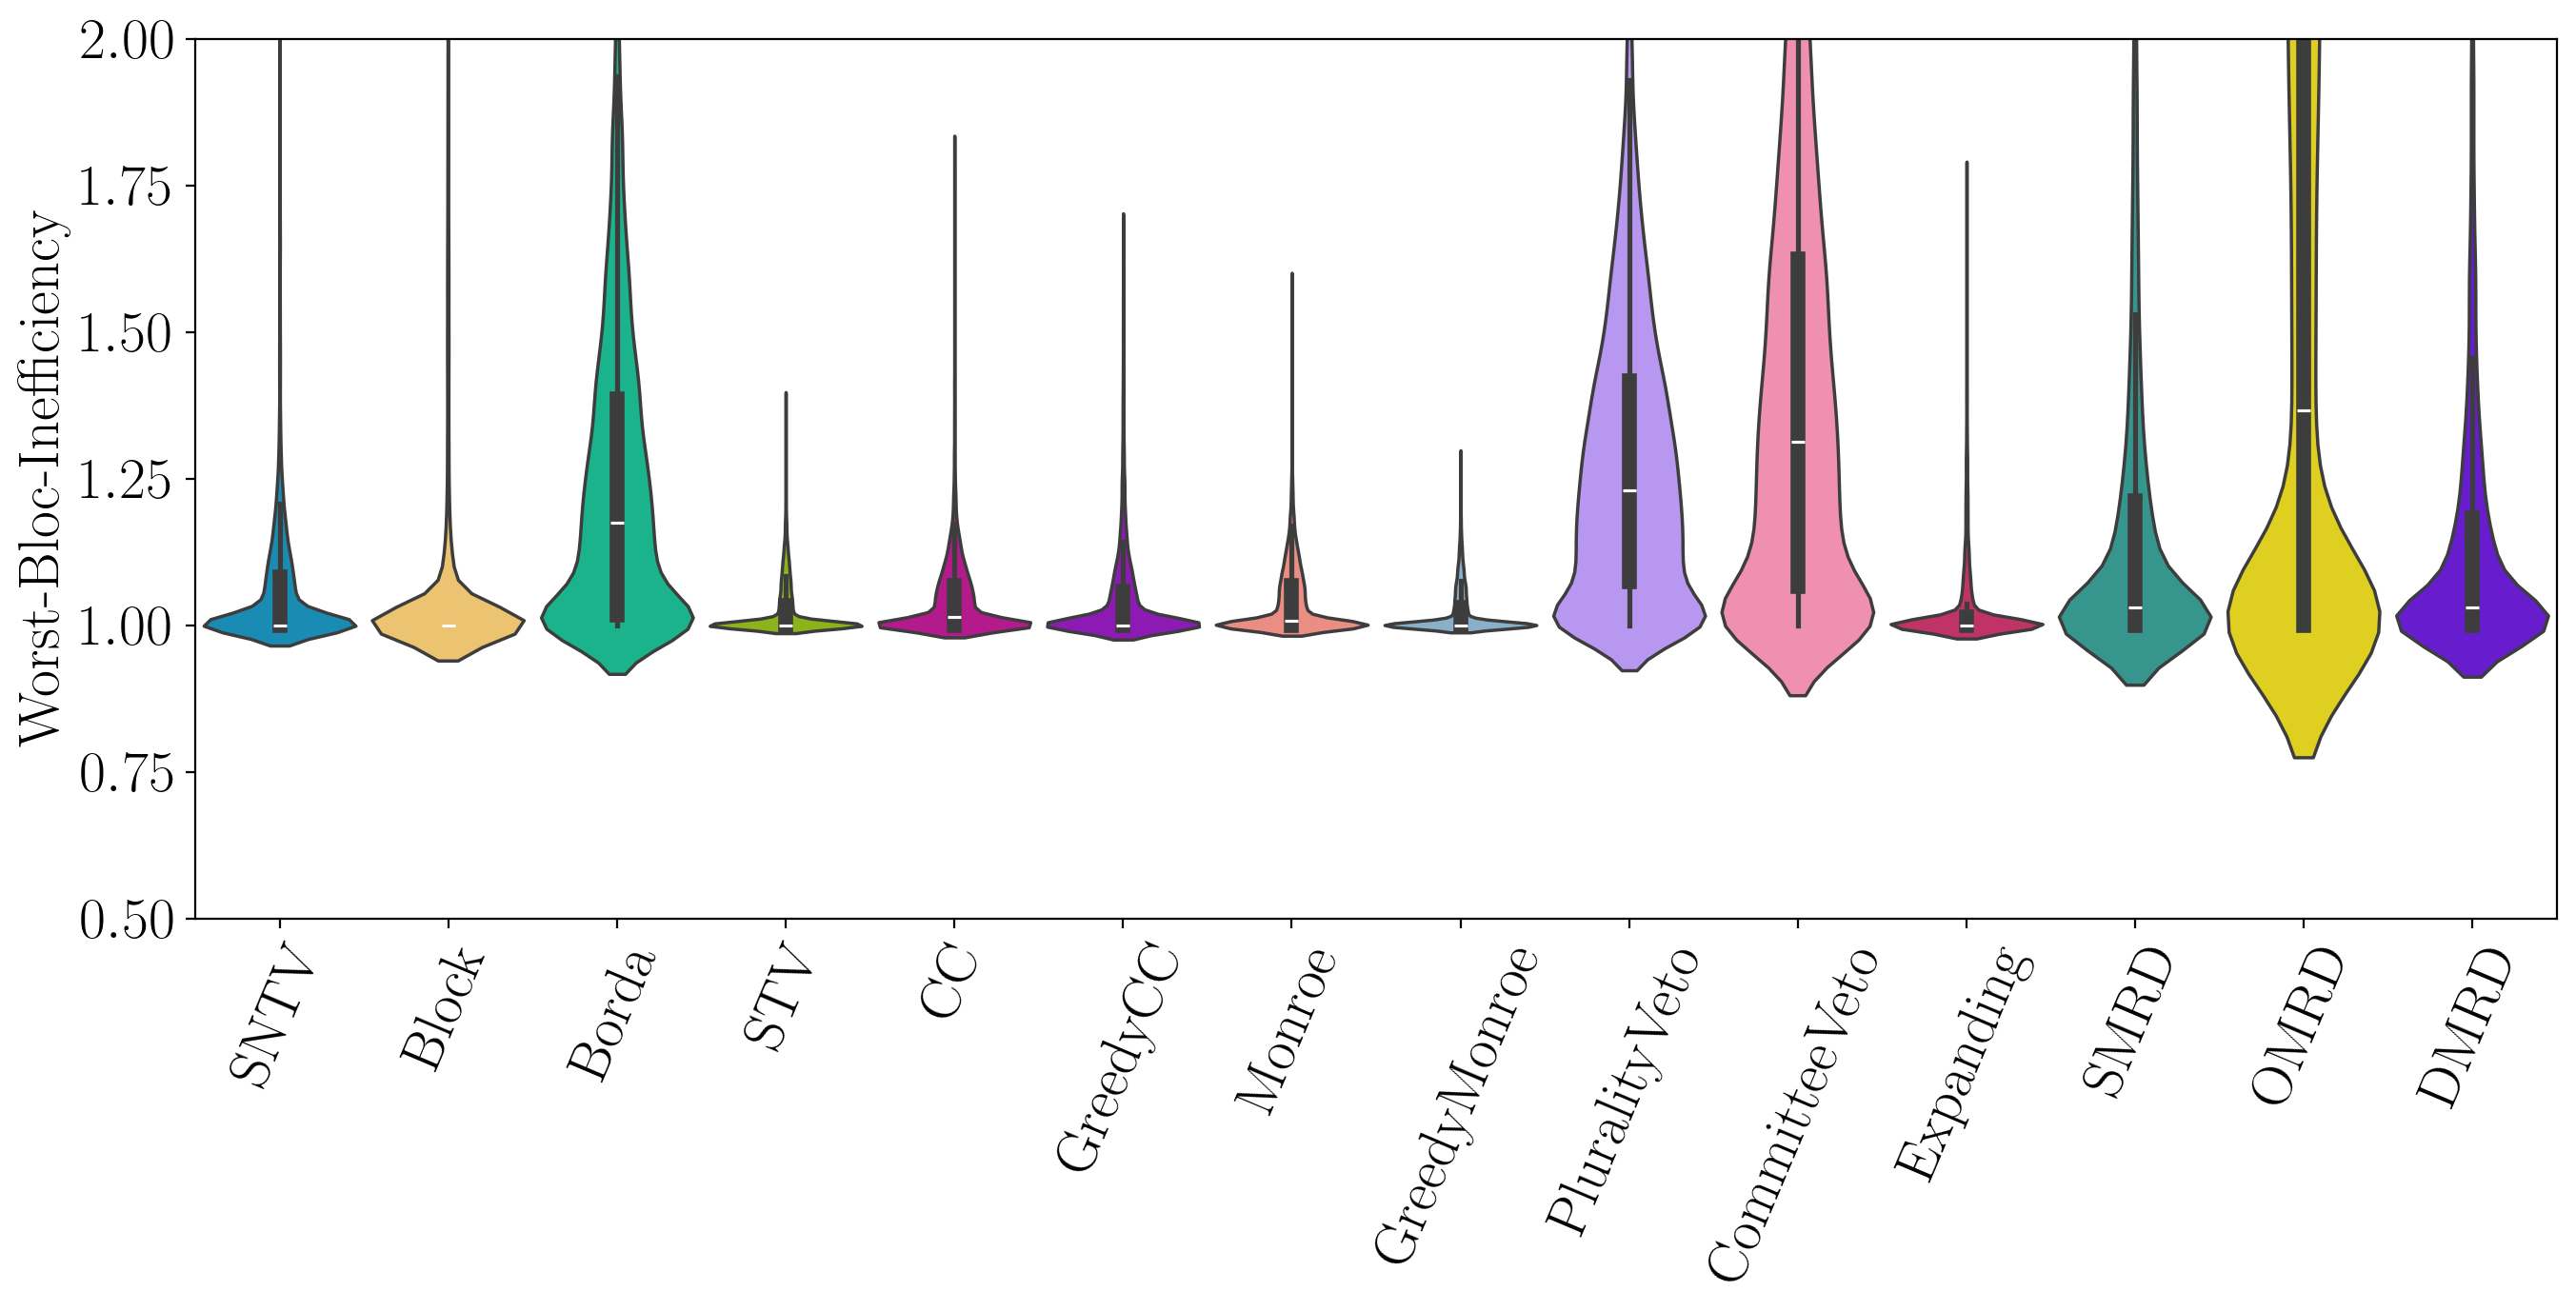 Worst-Bloc-Inefficiency
2.00
1.75
1.50
1.25
1.00
0.75
0.50
SNTV
Block
Borda
STV
CC
GreedyCC
Monroe
GreedyMonroe
PluralityVeto
CommitteeVeto
Expanding
SMRD
OMRD
DMRD